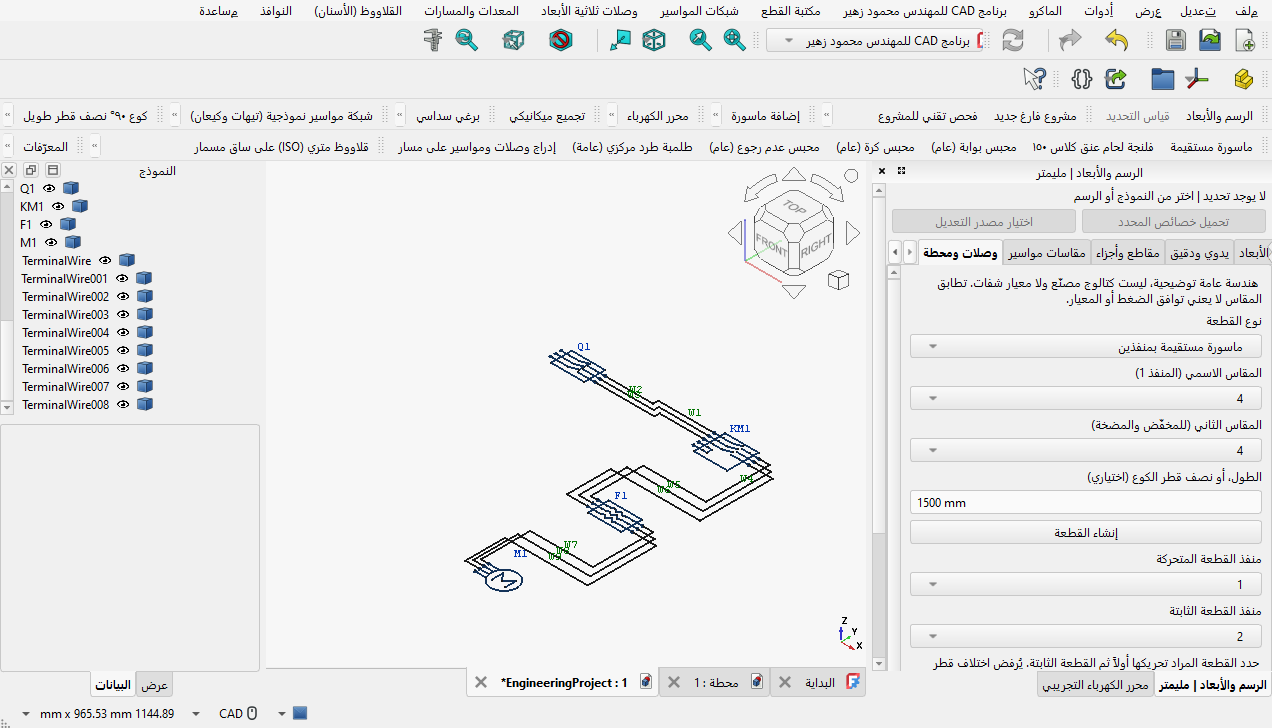 ملف تعديل عرض أدوات الماكرو برنامج CAD للمهندس محمود زهير مكتبة القطع شبكات المواسير وصلات ثلاثية الأبعاد المعدات والمسارات القلاووظ (الأسنان) النوافذ مساعدة
برنامج CAD للمهندس محمود زهير
الرسم والأبعاد قياس التحديد مشروع فارغ جديد فحص تقني للمشروع إضافة ماسورة محرر الكهرباء تجميع ميكانيكي برغي سداسي شبكة مواسير نموذجية (تيهات وكيعان) كوع ٩٠° نصف قطر طويل
ماسورة مستقيمة فلنجة لحام عنق كلاس ١٥٠ محبس بوابة (عام) محبس كرة (عام) محبس عدم رجوع (عام) طلمبة طرد مركزي (عامة) إدراج وصلات ومواسير على مسار قلاووظ متري (ISO) على ساق مسمار المعرّفات
النموذج
Q1
KM1
F1
M1
TerminalWire
TerminalWire001
TerminalWire002
TerminalWire003
TerminalWire004
TerminalWire005
TerminalWire006
TerminalWire007
TerminalWire008
عرض البيانات
TOP
FRONT
RIGHT
Q1
W2
W1
KM1
W4
W5
F1
W7
M1
Z
Y
X
البداية
محطة : 1
EngineeringProject : 1*
الرسم والأبعاد | مليمتر
لا يوجد تحديد | اختر من النموذج أو الرسم
تحميل خصائص المحدد اختيار مصدر التعديل
الأبعاد يدوي ودقيق مقاطع وأجزاء مقاسات مواسير وصلات ومحطة
هندسة عامة توضيحية، ليست كتالوج مصنّع ولا معيار شفات. تطابق
المقاس لا يعني توافق الضغط أو المعيار.
نوع القطعة
ماسورة مستقيمة بمنفذين
المقاس الاسمي (المنفذ 1)
4
المقاس الثاني (للمخفّض والمضخة)
4
الطول، أو نصف قطر الكوع (اختياري)
1500 mm
إنشاء القطعة
منفذ القطعة المتحركة
1
منفذ القطعة الثابتة
2
حدد القطعة المراد تحريكها أولاً ثم القطعة الثابتة. يُرفض اختلاف قطر
الرسم والأبعاد | مليمتر محرر الكهرباء التجريبي
CAD
1144.89 mm x 965.53 mm